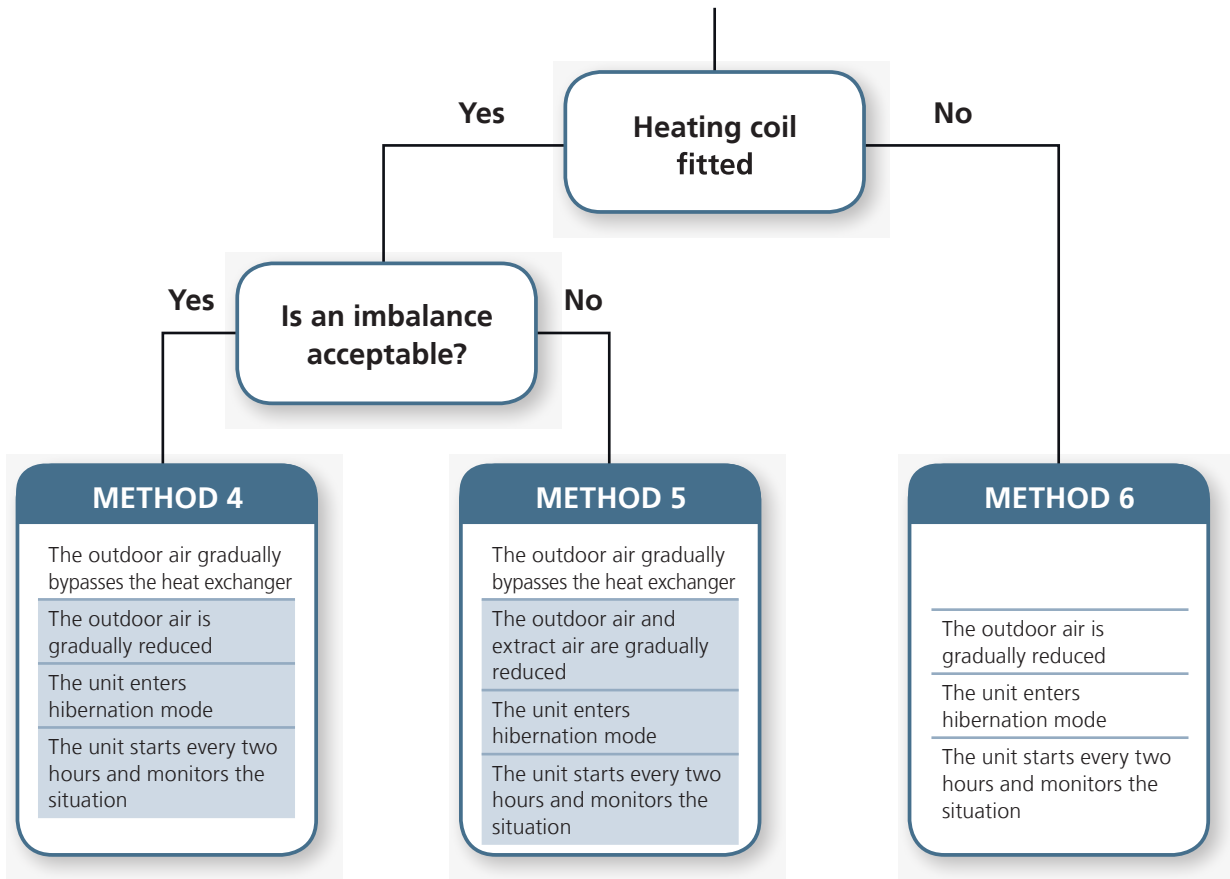 Heating coil
fitted
Yes
No
Is an imbalance
acceptable?
Yes
No
METHOD 4
The outdoor air gradually
bypasses the heat exchanger
The outdoor air is
gradually reduced
The unit enters
hibernation mode
The unit starts every two
hours and monitors the
situation
METHOD 5
The outdoor air gradually
bypasses the heat exchanger
The outdoor air and
extract air are gradually
reduced
The unit enters
hibernation mode
The unit starts every two
hours and monitors the
situation
METHOD 6
The outdoor air is
gradually reduced
The unit enters
hibernation mode
The unit starts every two
hours and monitors the
situation